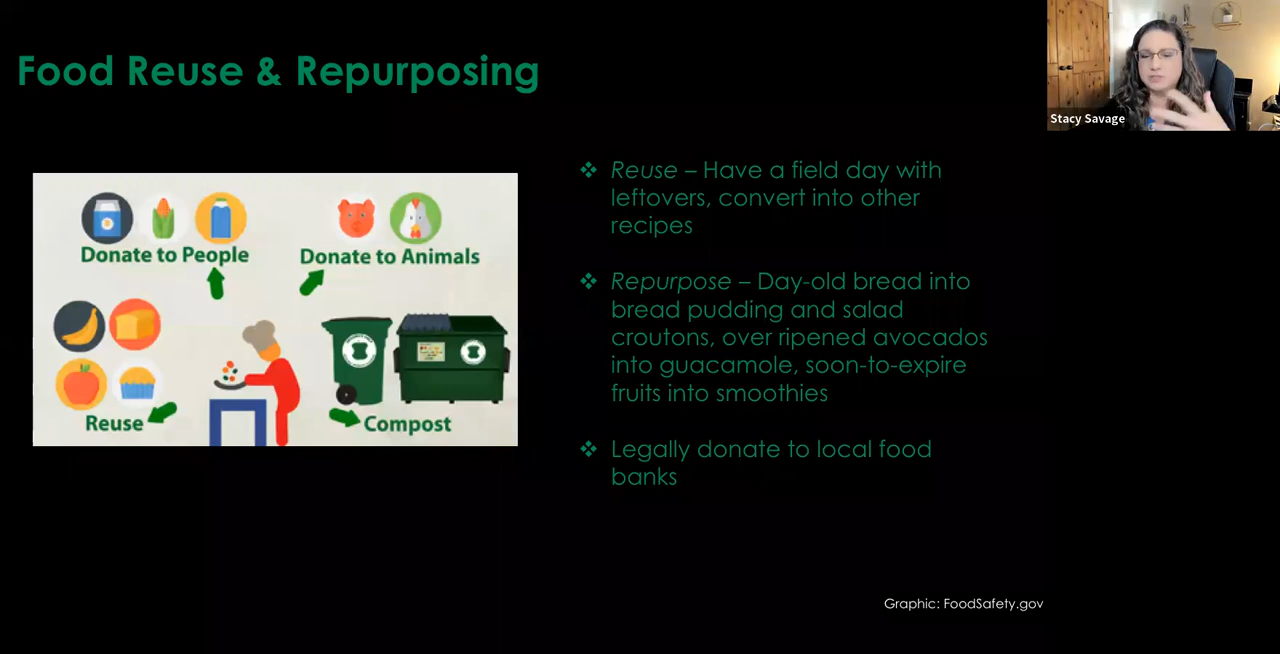 Food Reuse & Repurposing
Stacy Savage
Donate to People
Donate to Animals
Reuse
Compost
❖ Reuse – Have a field day with
leftovers, convert into other
recipes
❖ Repurpose – Day-old bread into
bread pudding and salad
croutons, over ripened avocados
into guacamole, soon-to-expire
fruits into smoothies
❖ Legally donate to local food
banks
Graphic: FoodSafety.gov